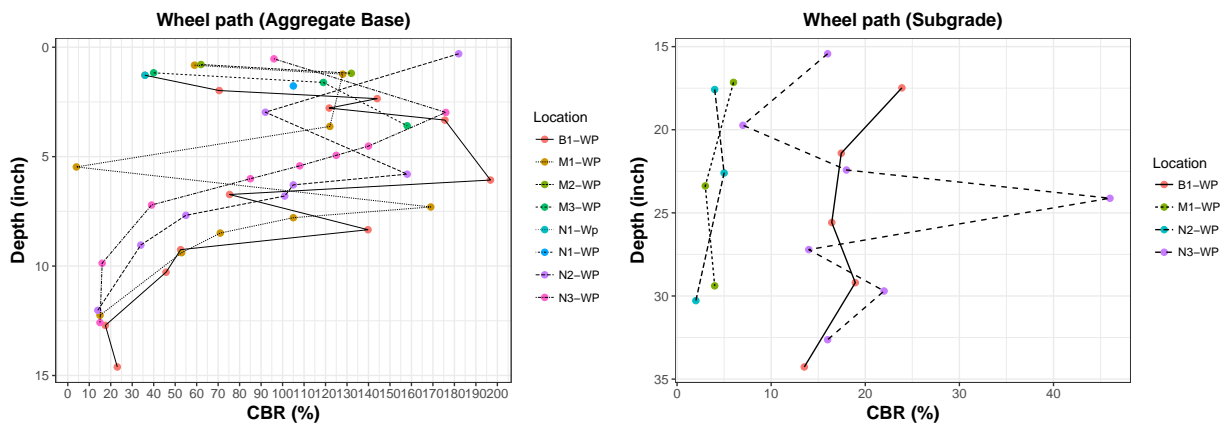 Wheel path (Aggregate Base)
0
5
10
15
Depth (inch)
0 10 20 30 40 50 60 70 80 90 100 110 120 130 140 150 160 170 180 190 200
CBR (%)
Location
B1-WP
M1-WP
M2-WP
M3-WP
N1-Wp
N1-WP
N2-WP
N3-WP
Wheel path (Subgrade)
15
20
25
30
35
Depth (inch)
0 10 20 30 40
CBR (%)
Location
B1-WP
M1-WP
N2-WP
N3-WP